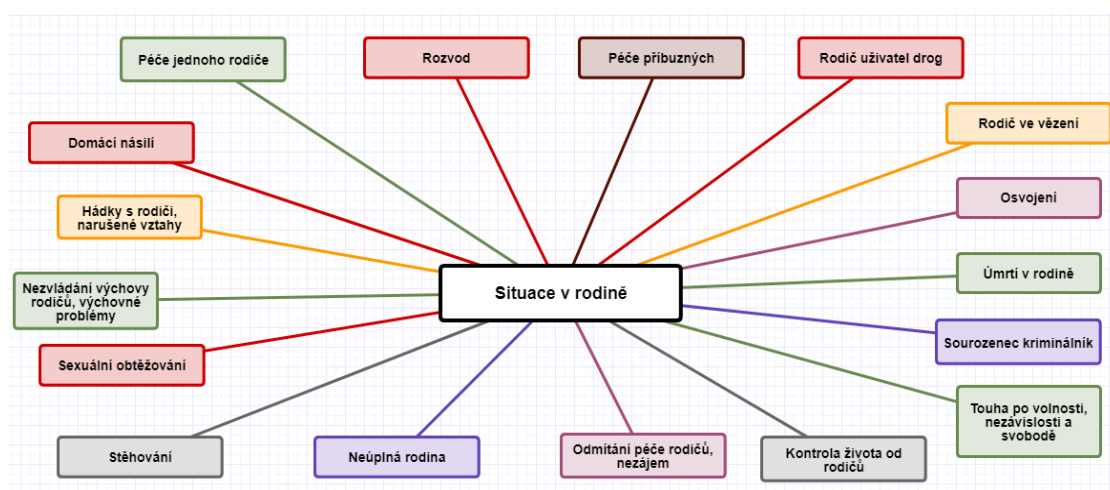 Péče jednoho rodiče
Rozvod
Péče příbuzných
Rodič uživatel drog
Rodič ve vězení
Domácí násilí
Osvojení
Hádky s rodiči,
narušené vztahy
Úmrtí v rodině
Nezvládání výchovy
rodičů, výchovné
problémy
Situace v rodině
Sourozenec kriminálník
Sexuální obtěžování
Touha po volnosti,
nezávislosti a
svobodě
Stěhování
Neúplná rodina
Odmítání péče rodičů,
nezájem
Kontrola života od
rodičů